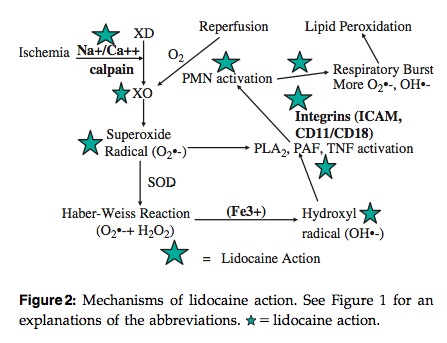 XD
Reperfusion
Lipid Peroxidation
Ischemia Na+/Ca++
calpain
O₂
PMN activation
Respiratory Burst
More O₂•-, OH•-
XO
Integrins (ICAM,
CD11/CD18)
Superoxide
Radical (O₂•-)
PLA₂, PAF, TNF activation
SOD
Haber-Weiss Reaction
(O₂•-+ H₂O₂)
(Fe3+)
Hydroxyl
radical (OH•-)
= Lidocaine Action
Figure 2: Mechanisms of lidocaine action. See Figure 1 for an
explanations of the abbreviations. ★ = lidocaine action.